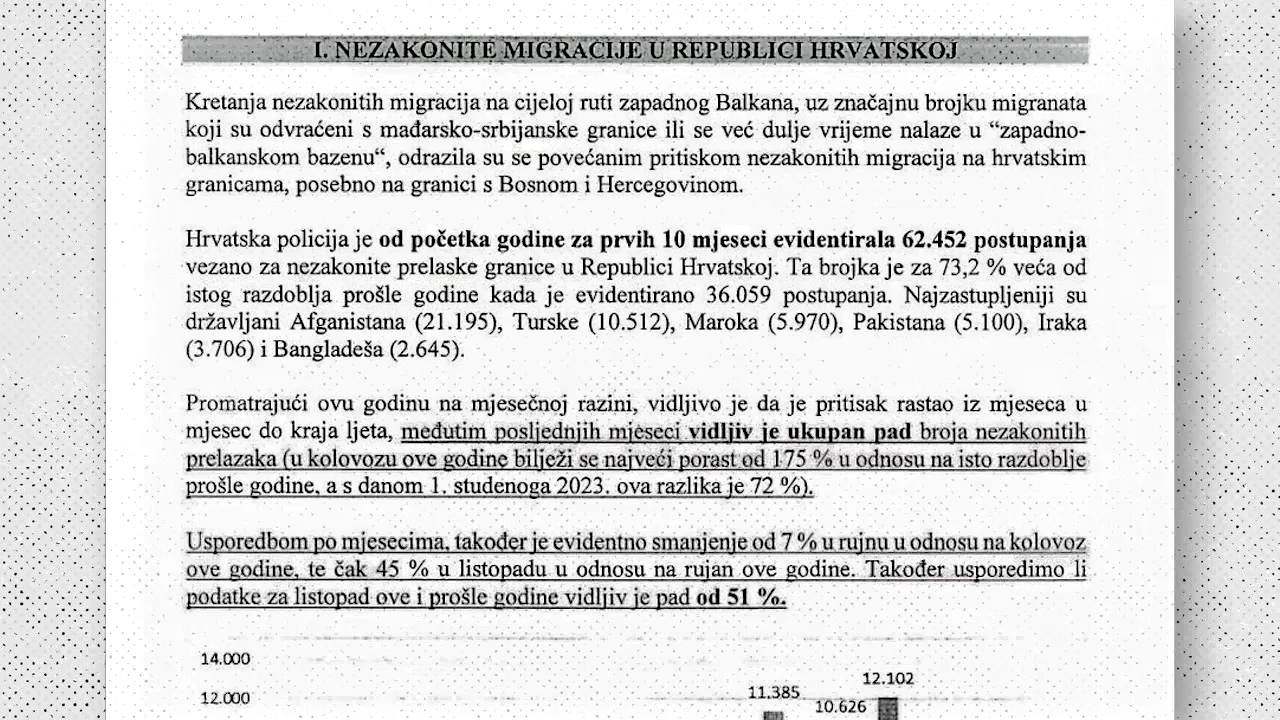 I. NEZAKONITE MIGRACIJE U REPUBLICI HRVATSKOJ
Kretanja nezakonitih migracija na cijeloj ruti zapadnog Balkana, uz značajnu brojku migranata
koji su odvraćeni s mađarsko-srbijanske granice ili se već dulje vrijeme nalaze u “zapadno-
balkanskom bazenu“, odrazila su se povećanim pritiskom nezakonitih migracija na hrvatskim
granicama, posebno na granici s Bosnom i Hercegovinom.
Hrvatska policija je od početka godine za prvih 10 mjeseci evidentirala 62.452 postupanja
vezano za nezakonite prelaske granice u Republici Hrvatskoj. Ta brojka je za 73,2 % veća od
istog razdoblja prošle godine kada je evidentirano 36.059 postupanja. Najzastupljeniji su
državljani Afganistana (21.195), Turske (10.512), Maroka (5.970), Pakistana (5.100), Iraka
(3.706) i Bangladeša (2.645).
Promatrajući ovu godinu na mjesečnoj razini, vidljivo je da je pritisak rastao iz mjeseca u
mjesec do kraja ljeta, međutim posljednjih mjeseci vidljiv je ukupan pad broja nezakonitih
prelazaka (u kolovozu ove godine bilježi se najveći porast od 175 % u odnosu na isto razdoblje
prošle godine, a s danom 1. studenoga 2023. ova razlika je 72 %).
Usporedbom po mjesecima, također je evidentno smanjenje od 7 % u rujnu u odnosu na kolovoz
ove godine, te čak 45 % u listopadu u odnosu na rujan ove godine. Također usporedimo li
podatke za listopad ove i prošle godine vidljiv je pad od 51 %.
14.000
12.102
12.000
11.385
10.626